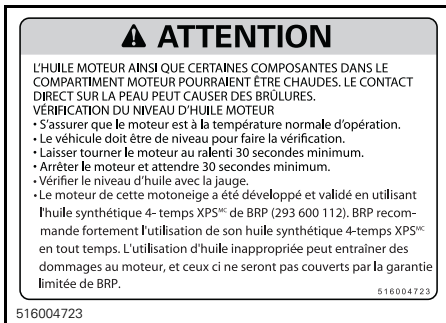 ATTENTION
L'HUILE MOTEUR AINSI QUE CERTAINES COMPOSANTES DANS LE
COMPARTIMENT MOTEUR POURRAIENT ÊTRE CHAUDES. LE CONTACT
DIRECT SUR LA PEAU PEUT CAUSER DES BRÛLURES.
VÉRIFICATION DU NIVEAU D'HUILE MOTEUR
• S'assurer que le moteur est à la température normale d'opération.
• Le véhicule doit être de niveau pour faire la vérification.
• Laisser tourner le moteur au ralenti 30 secondes minimum.
• Arrêter le moteur et attendre 30 secondes minimum.
• Vérifier le niveau d'huile avec la jauge.
• Le moteur de cette motoneige a été développé et validé en utilisant
l'huile synthétique 4- temps XPS MC de BRP (293 600 112). BRP recom-
mande fortement l'utilisation de son huile synthétique 4-temps XPS MC
en tout temps. L'utilisation d'huile inappropriée peut entraîner des
dommages au moteur, et ceux ci ne seront pas couverts par la garantie
limitée de BRP.
516004723
516004723